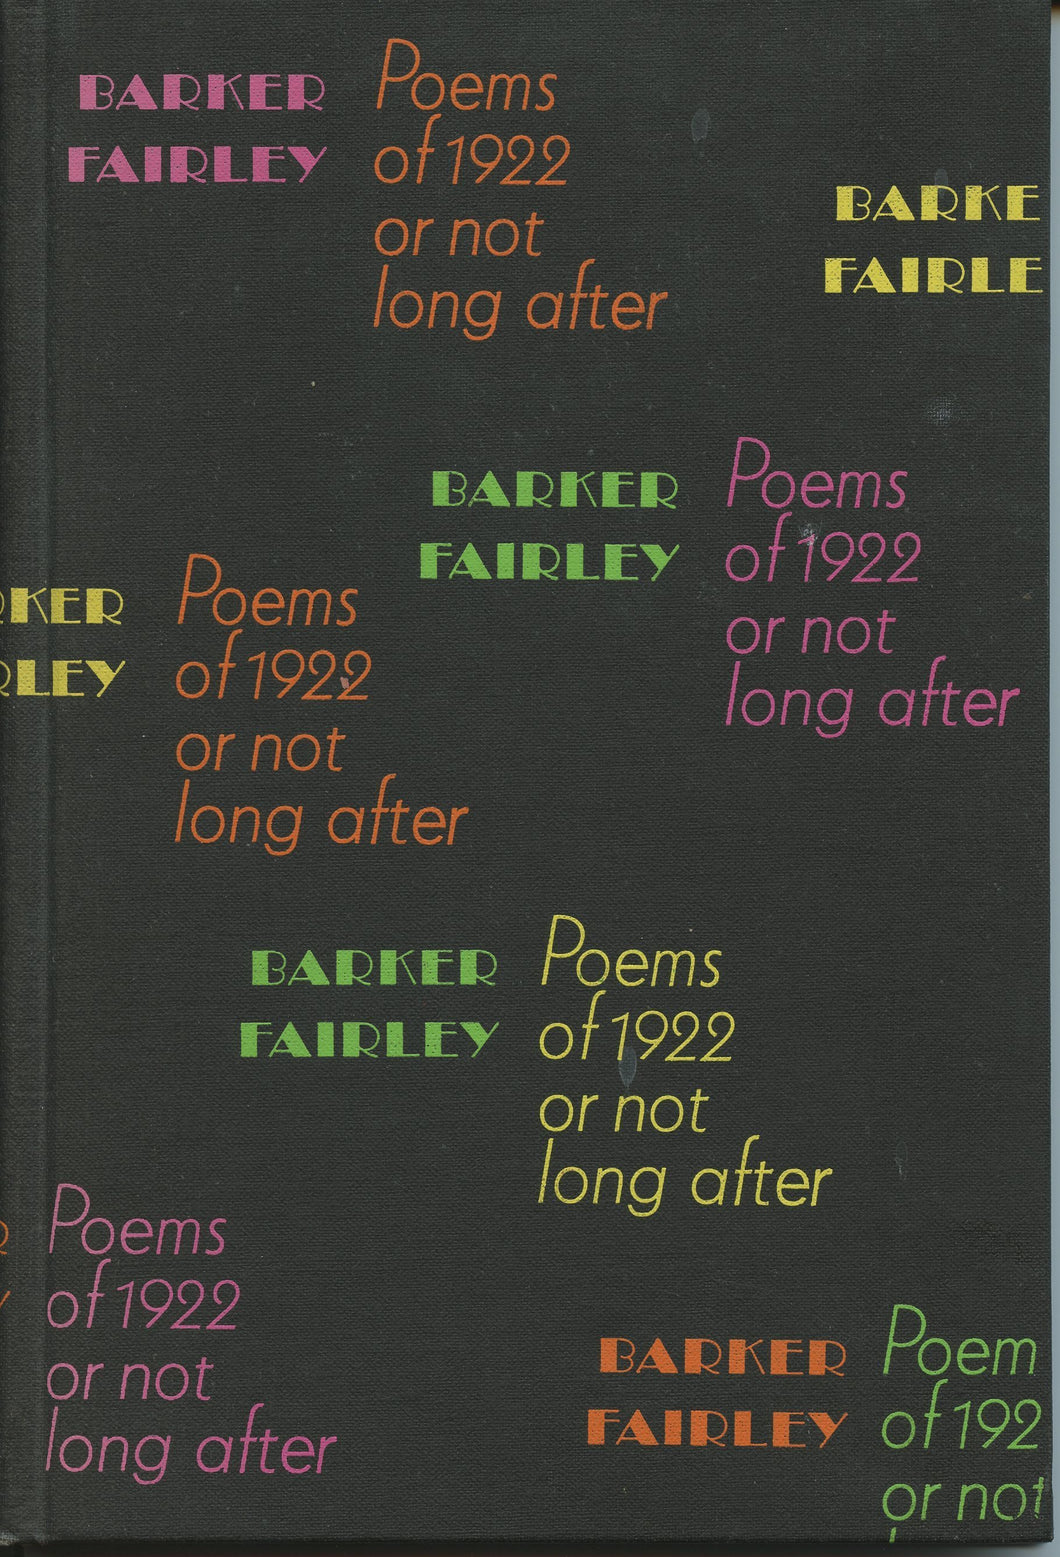 BARKER
FAIRLEY
Poems
of 1922
or not
long after
BARKE
FAIRLE
BARKER
FAIRLEY
Poems
of 1922
or not
long after
RKER
RLEY
Poems
of 1922
or not
long after
BARKER
FAIRLEY
Poems
of 1922
or not
long after
R
Y
Poems
of 1922
or not
long after
BARKER
FAIRLEY
Poem
of 192
or not